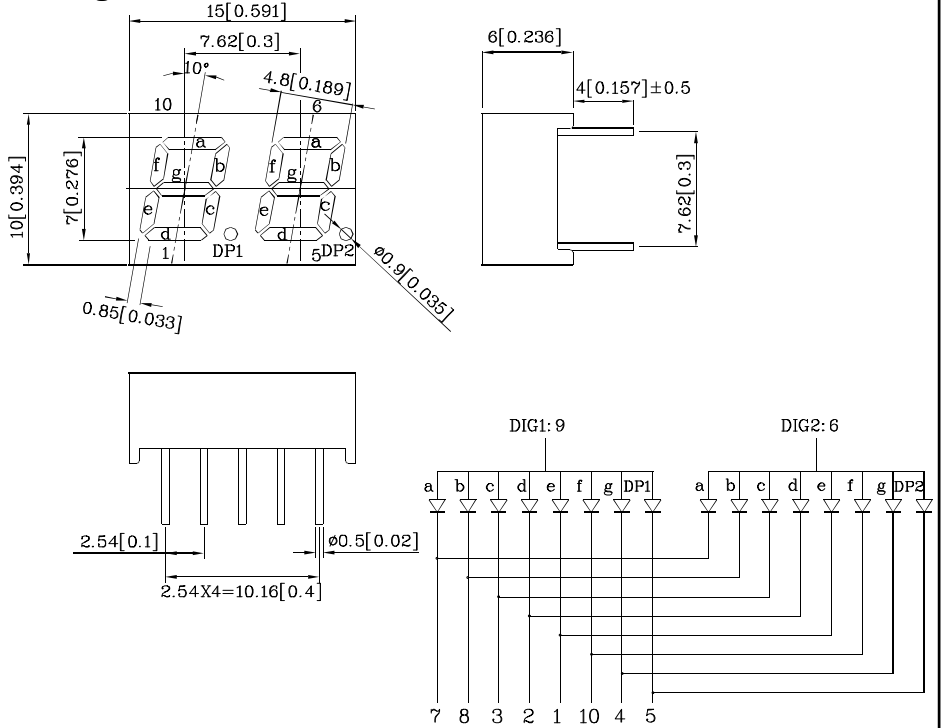 15[0.591]
7.62[0.3]
10°
4.8[0.189]
10 6
10[0.394]
7[0.276]
a a
f b f b
g g
e c e c
d d
1 DP1 5 DP2
0.85[0.033]
ø0.9[0.035]
6[0.236]
4[0.157]±0.5
7.62[0.3]
2.54[0.1]
ø0.5[0.02]
2.54X4=10.16[0.4]
DIG1:9 DIG2:6
a b c d e f g DP1 a b c d e f g DP2
7 8 3 2 1 10 4 5